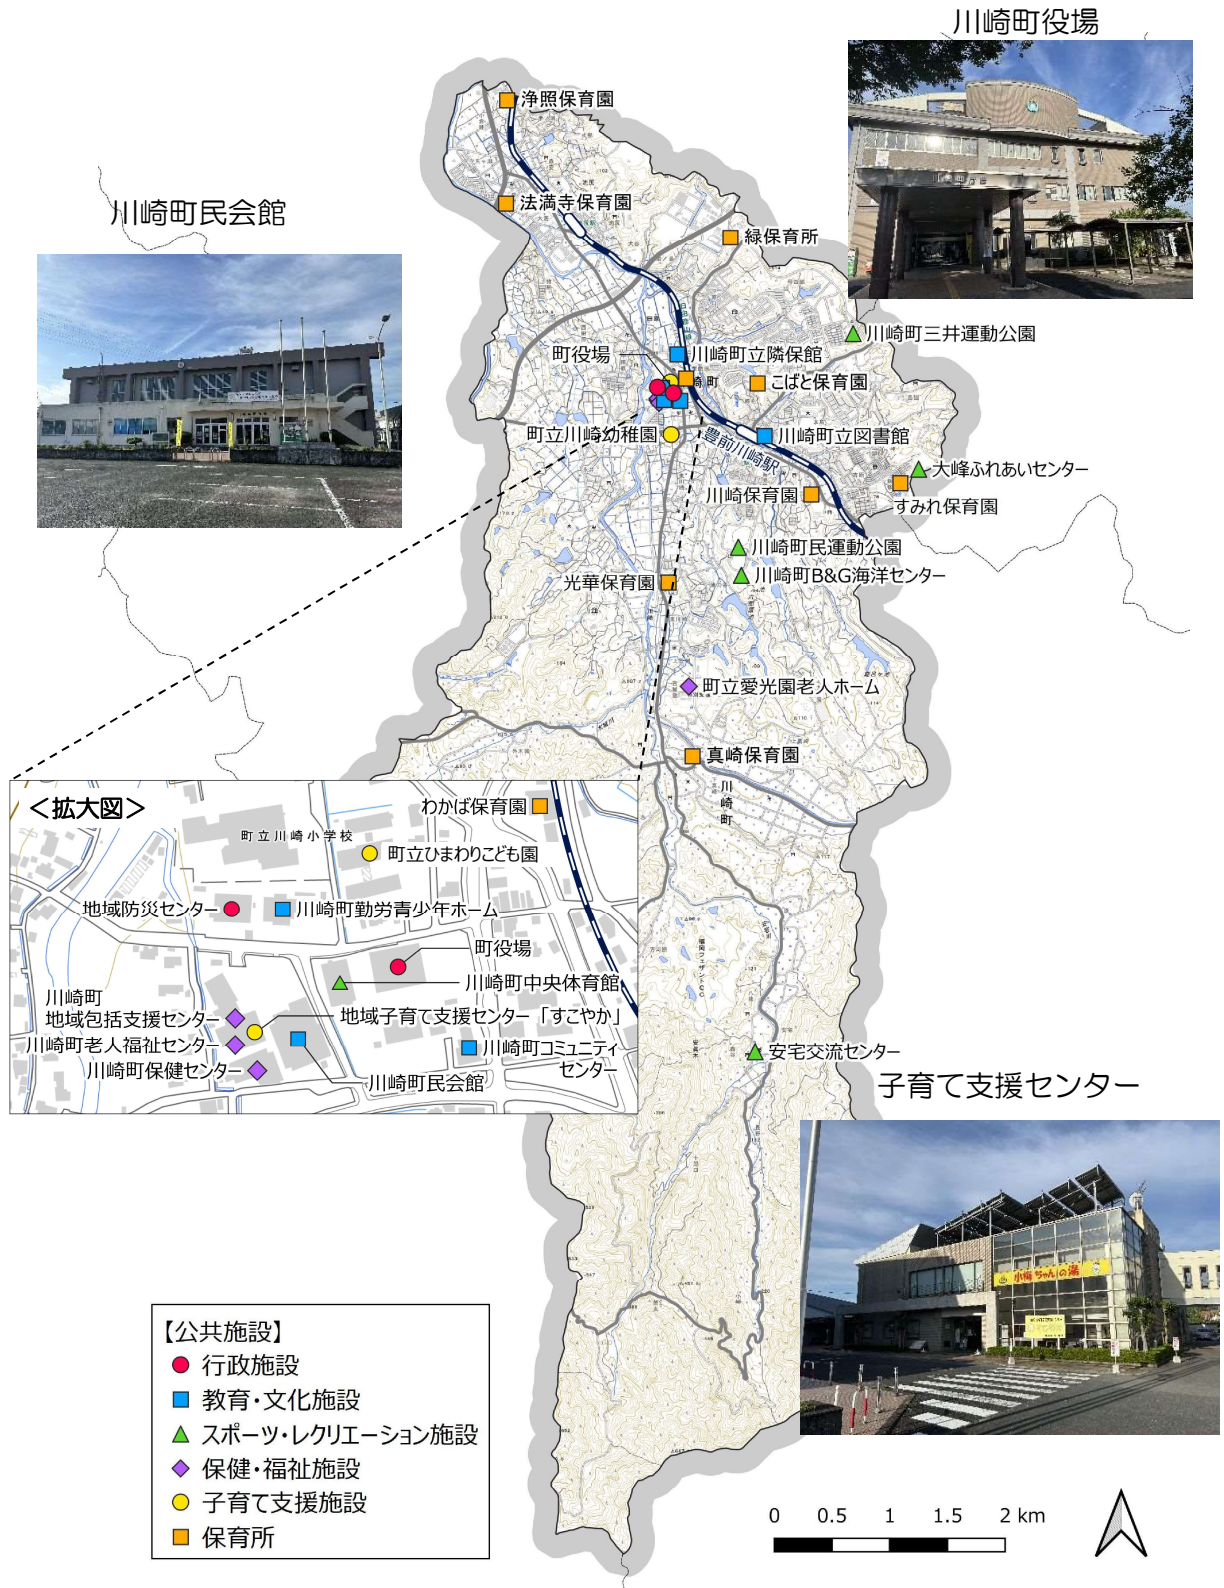 川崎町役場
浄照保育園
川崎町民会館
法満寺保育園
緑保育所
川崎町三井運動公園
町役場
川崎町立隣保館
こばと保育園
町立川崎幼稚園
豊前川崎駅
川崎町立図書館
大峰ふれあいセンター
川崎保育園
すみれ保育園
川崎町民運動公園
光華保育園
川崎町B&G海洋センター
町立愛光園老人ホーム
真崎保育園
川崎町
安宅交流センター
<拡大図>
わかば保育園
町立川崎小学校
町立ひまわりこども園
地域防災センター
川崎町勤労青少年ホーム
町役場
川崎町中央体育館
川崎町
地域包括支援センター
地域子育て支援センター「すこやか」
川崎町老人福祉センター
川崎町保健センター
川崎町民会館
川崎町コミュニティ
センター
子育て支援センター
小梅ちゃんの湯
【公共施設】
行政施設
教育・文化施設
スポーツ・レクリエーション施設
保健・福祉施設
子育て支援施設
保育所
0 0.5 1 1.5 2 km